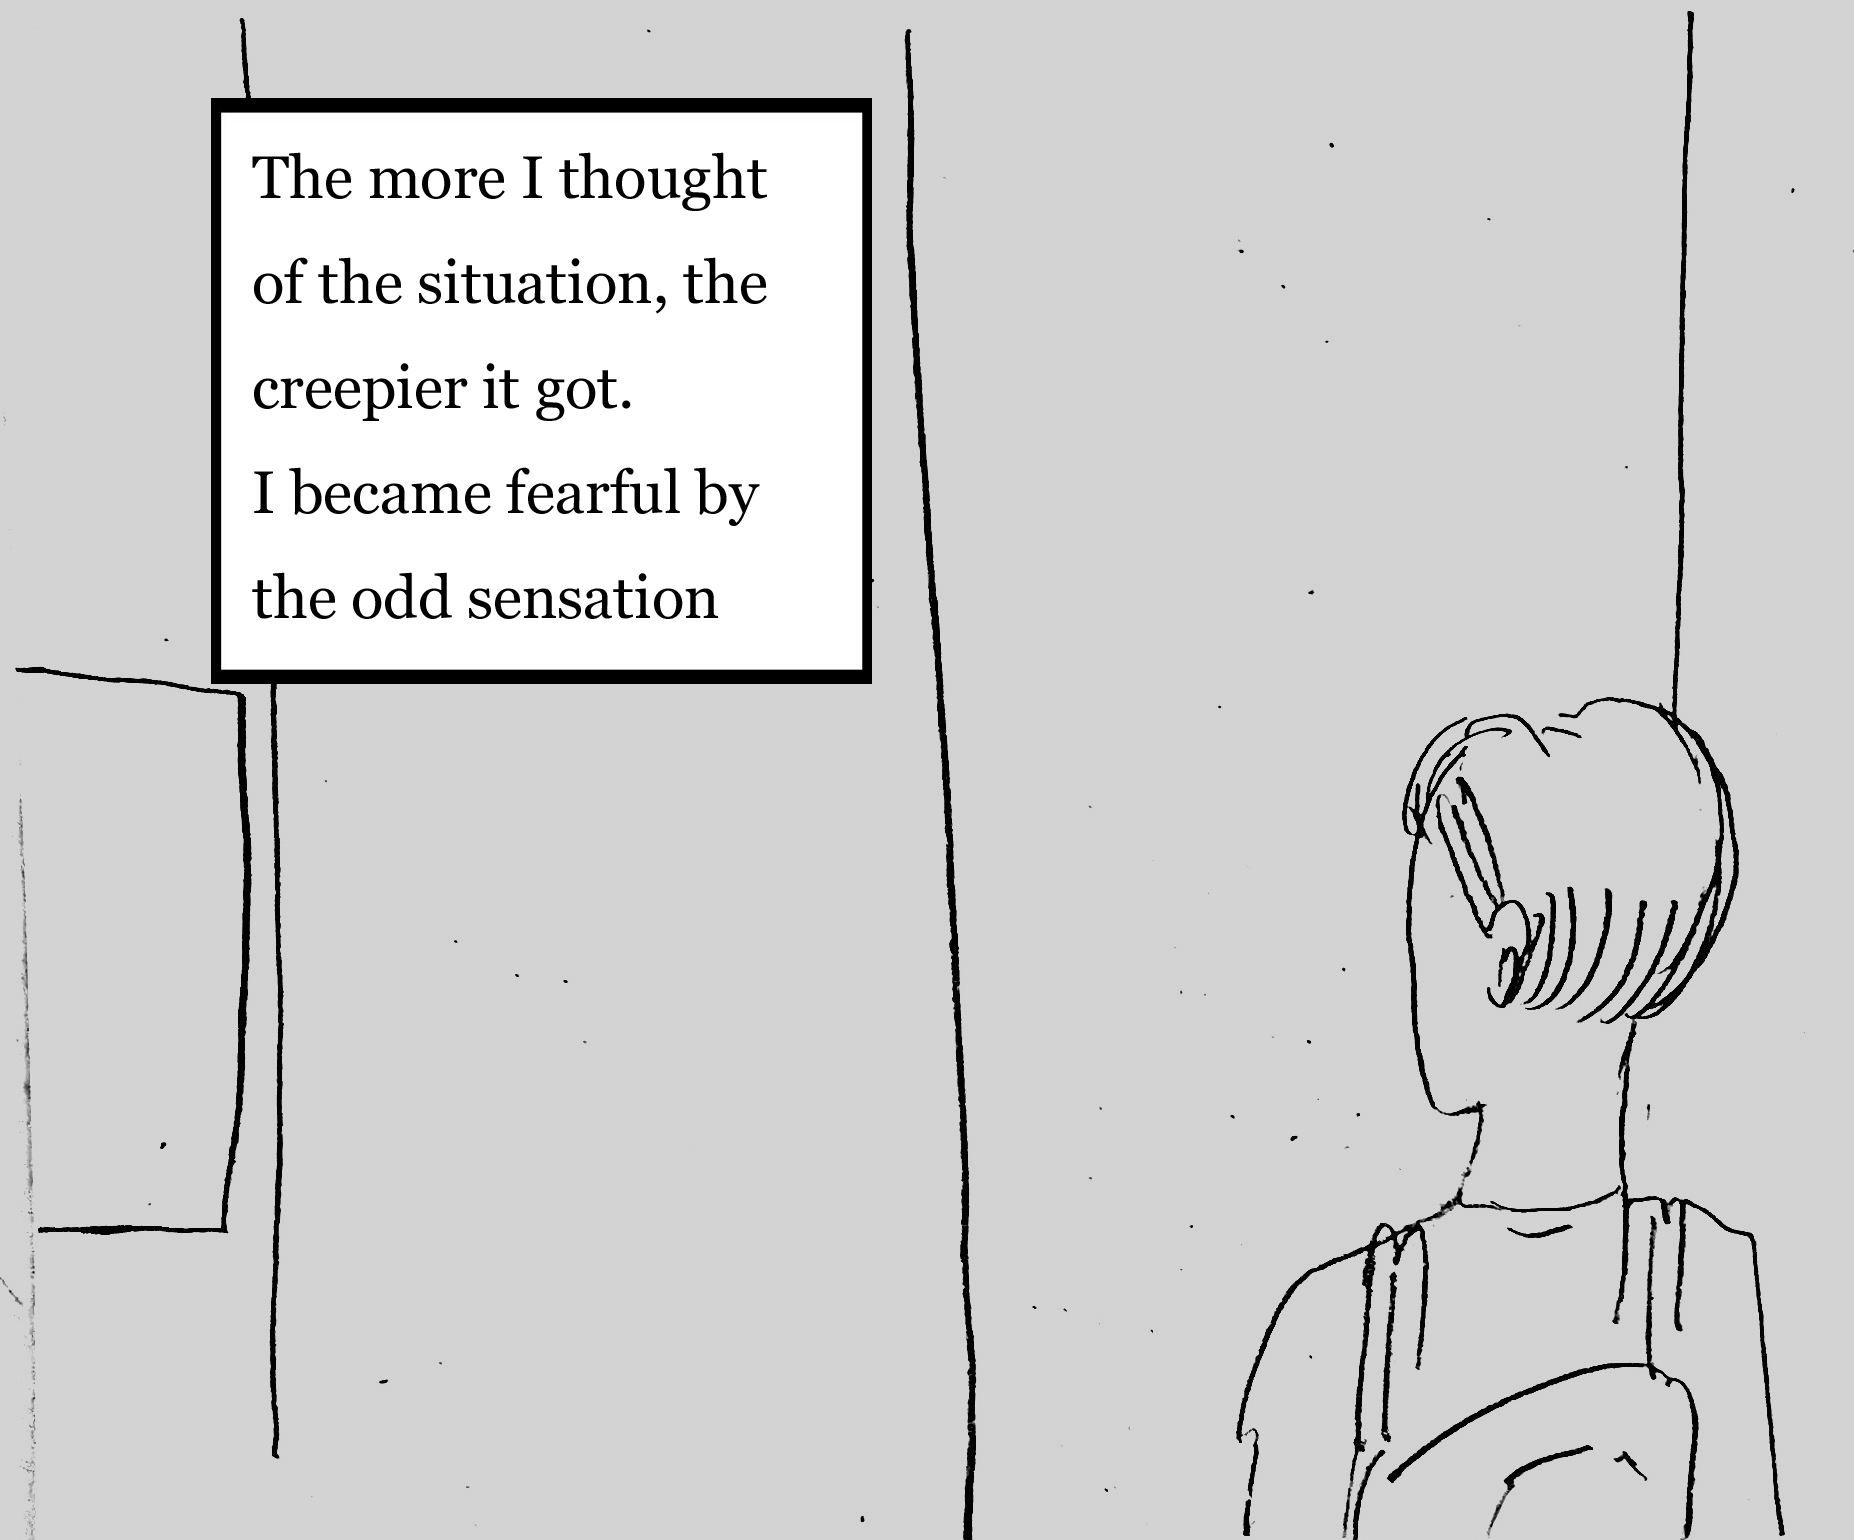 The more I thought
of the situation, the
creepier it got.
I became fearful by
the odd sensation